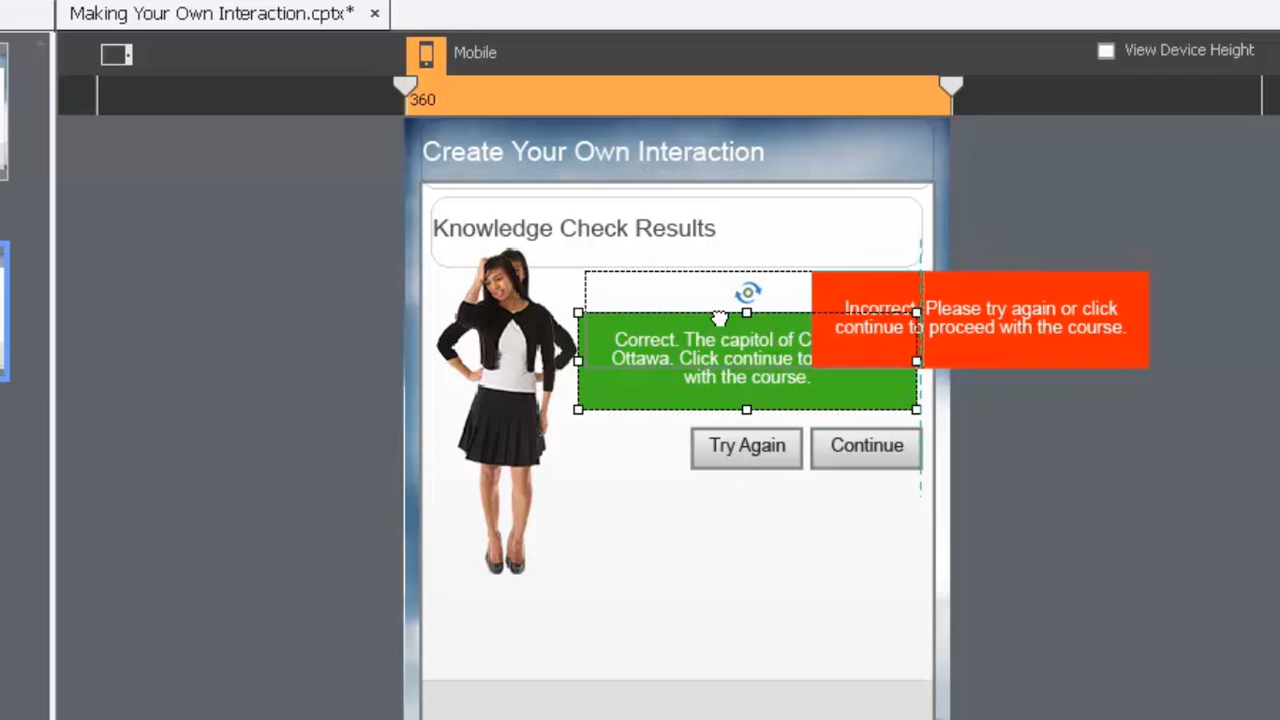 Making Your Own Interaction.cptx*
Mobile
View Device Height
360
Create Your Own Interaction
Knowledge Check Results
Incorrect. Please try again or click
continue to proceed with the course.
Correct. The capitol of C
Ottawa. Click continue to
with the course.
Try Again
Continue